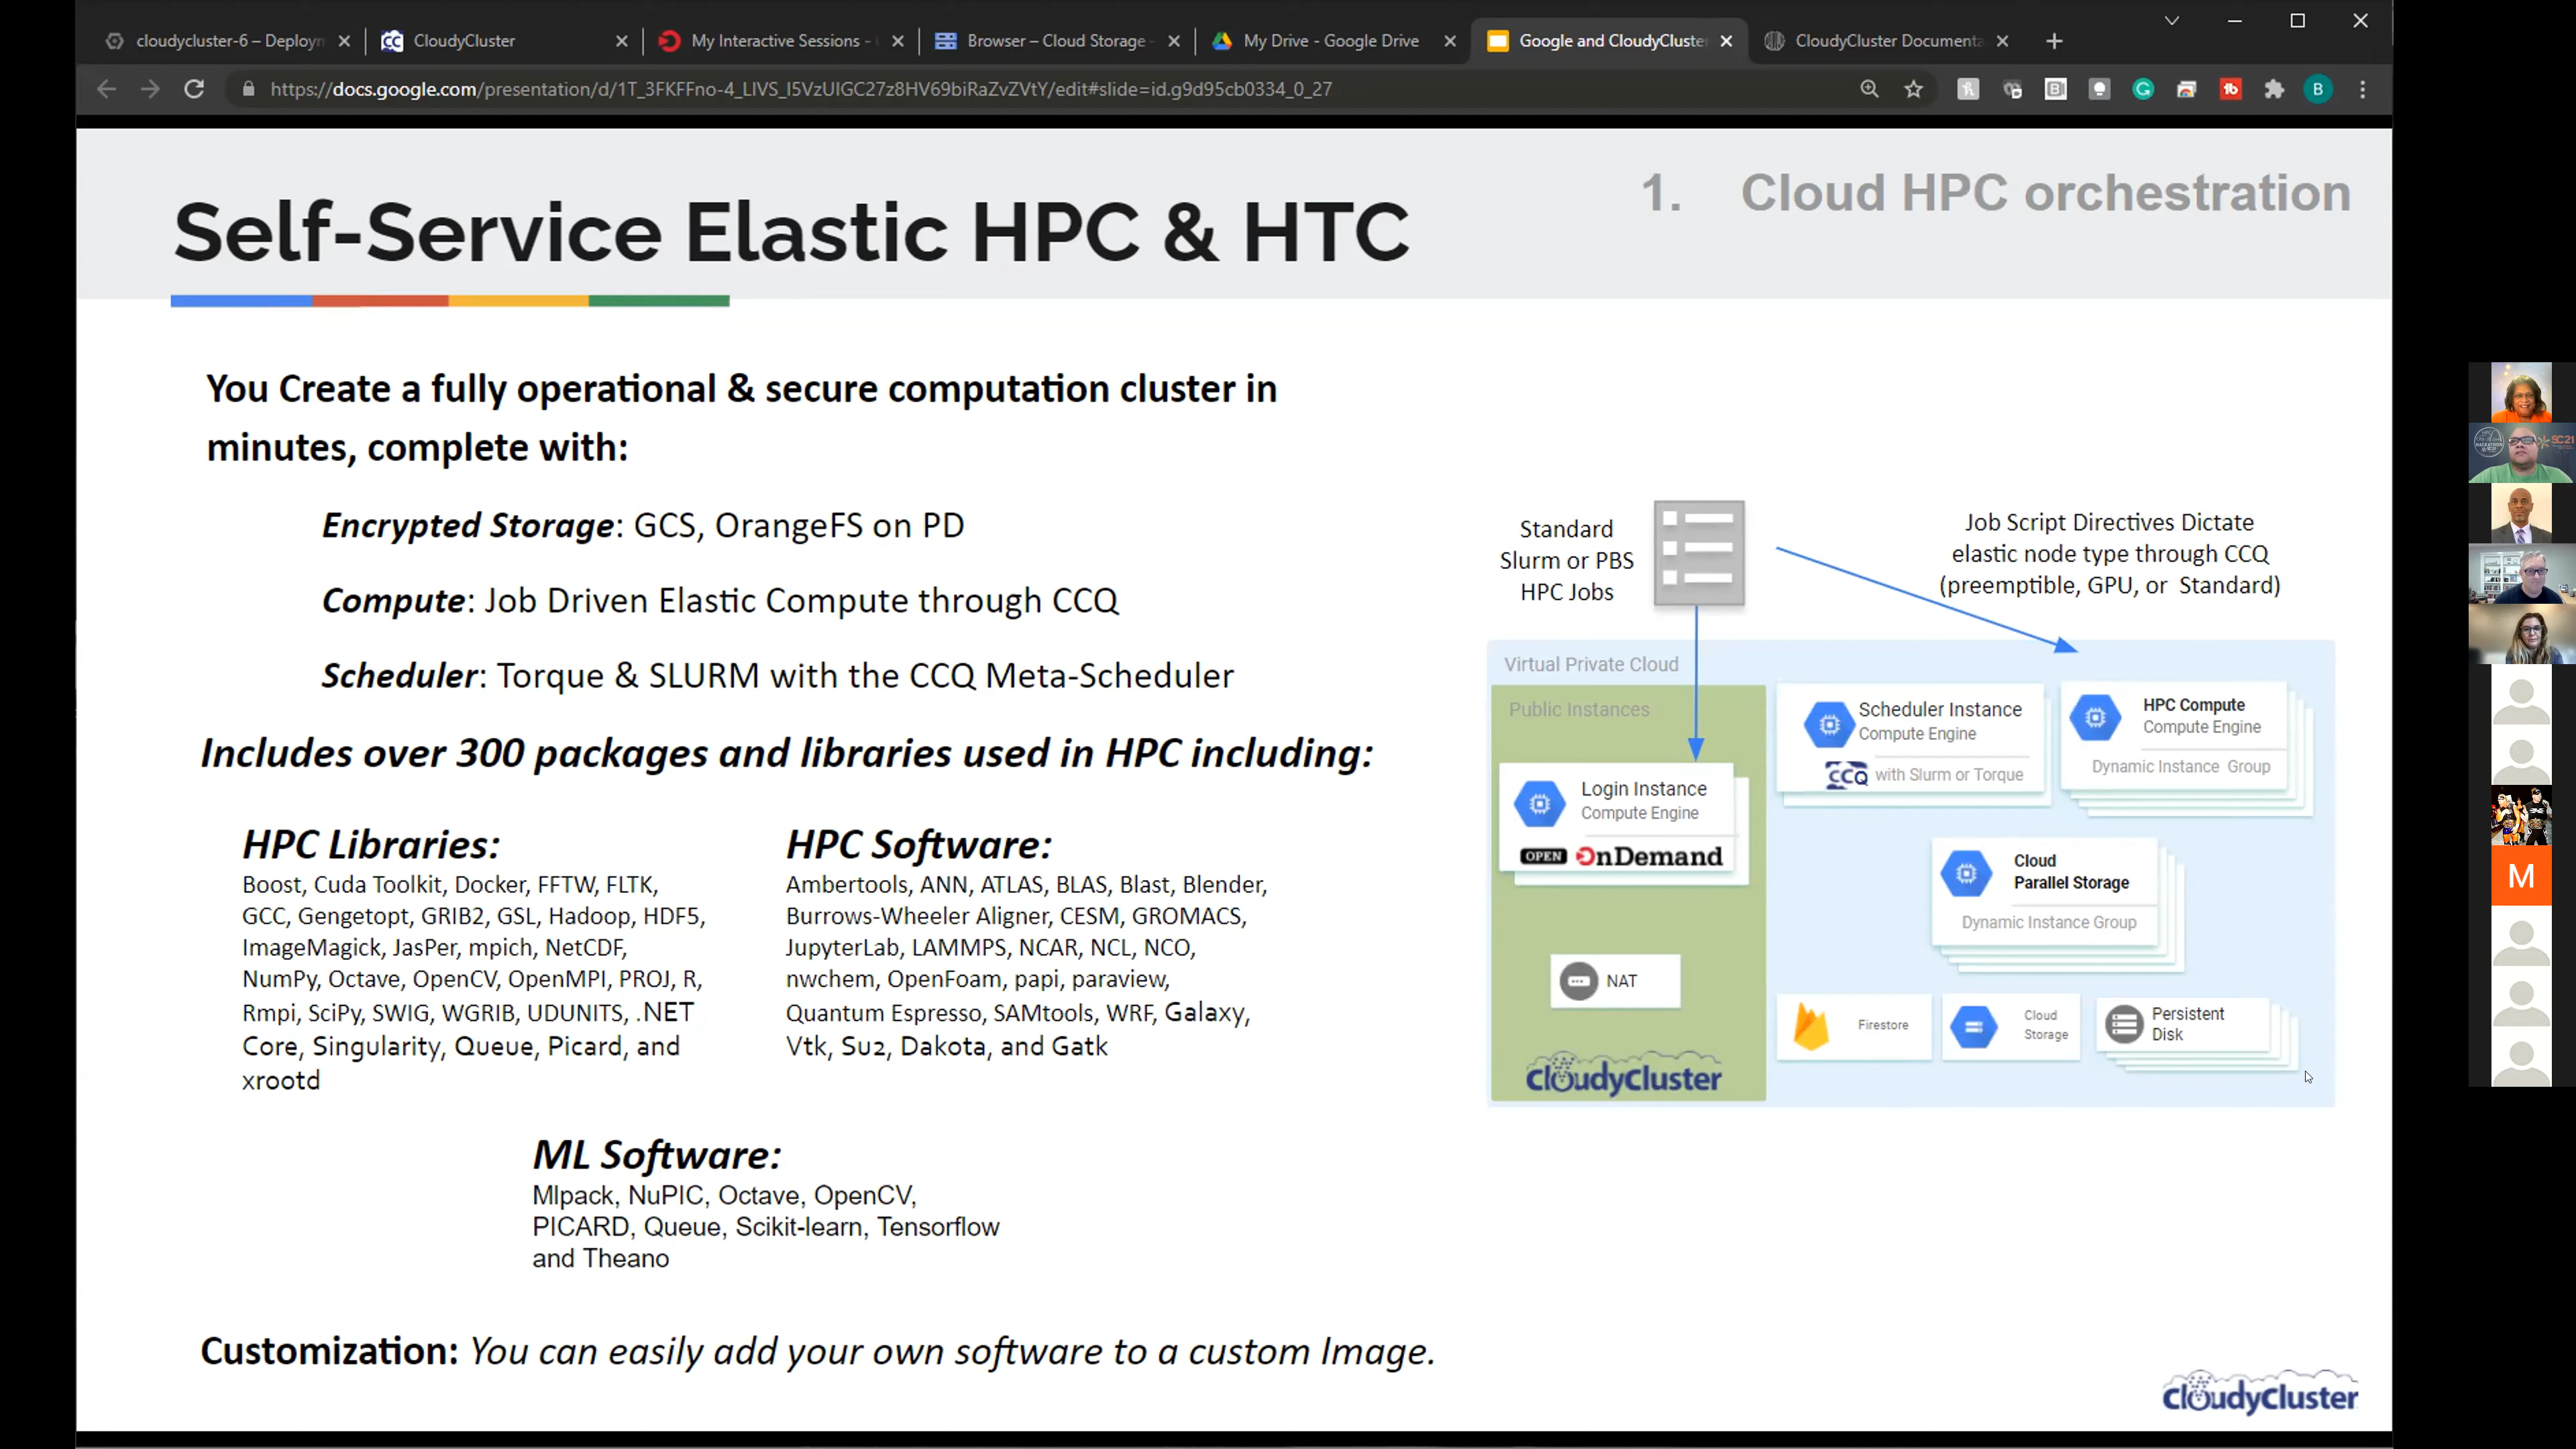 cloudycluster-6 – Deploym
CloudyCluster
My Interactive Sessions -
Browser – Cloud Storage -
My Drive - Google Drive
Google and CloudyCluster
CloudyCluster Documenta
https://docs.google.com/presentation/d/1T_3FKFFno-4_LIVS_I5VzUIGC27z8HV69biRaZvZVtY/edit#slide=id.g9d95cb0334_0_27
B
1. Cloud HPC orchestration
Self-Service Elastic HPC & HTC
You Create a fully operational & secure computation cluster in
minutes, complete with:
Encrypted Storage: GCS, OrangeFS on PD
Compute: Job Driven Elastic Compute through CCQ
Scheduler: Torque & SLURM with the CCQ Meta-Scheduler
Includes over 300 packages and libraries used in HPC including:
HPC Libraries:
Boost, Cuda Toolkit, Docker, FFTW, FLTK,
GCC, Gengetopt, GRIB2, GSL, Hadoop, HDF5,
ImageMagick, JasPer, mpich, NetCDF,
NumPy, Octave, OpenCV, OpenMPI, PROJ, R,
Rmpi, SciPy, SWIG, WGRIB, UDUNITS, .NET
Core, Singularity, Queue, Picard, and
xrootd
HPC Software:
Ambertools, ANN, ATLAS, BLAS, Blast, Blender,
Burrows-Wheeler Aligner, CESM, GROMACS,
JupyterLab, LAMMPS, NCAR, NCL, NCO,
nwchem, OpenFoam, papi, paraview,
Quantum Espresso, SAMtools, WRF, Galaxy,
Vtk, Su2, Dakota, and Gatk
ML Software:
Mlpack, NuPIC, Octave, OpenCV,
PICARD, Queue, Scikit-learn, Tensorflow
and Theano
Customization: You can easily add your own software to a custom Image.
Standard
Slurm or PBS
HPC Jobs
Job Script Directives Dictate
elastic node type through CCQ
(preemptible, GPU, or Standard)
Virtual Private Cloud
Public Instances
Login Instance
Compute Engine
OPEN OnDemand
NAT
CloudyCluster
Scheduler Instance
Compute Engine
CCQ with Slurm or Torque
HPC Compute
Compute Engine
Dynamic Instance Group
Cloud
Parallel Storage
Dynamic Instance Group
Firestore
Cloud
Storage
Persistent
Disk
CloudyCluster
SC21
M